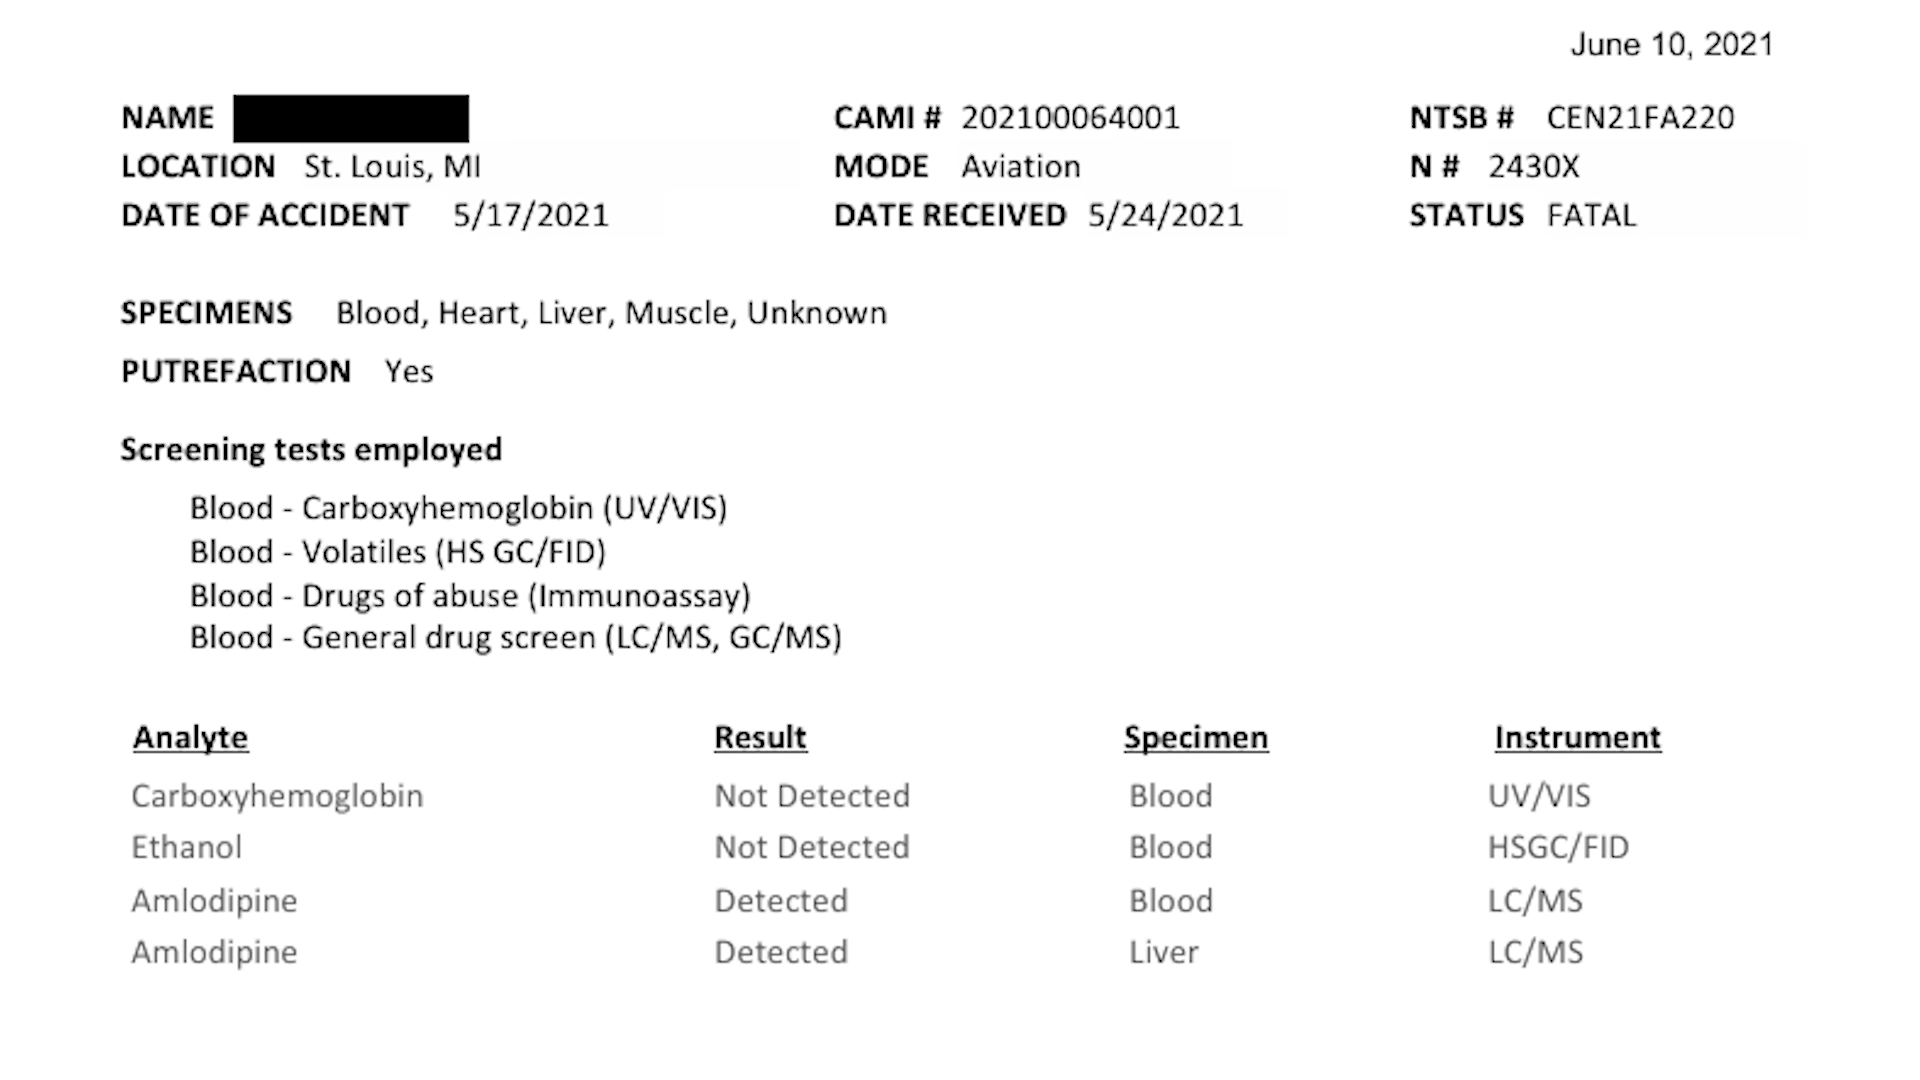 June 10, 2021
NAME CAMI # 202100064001 NTSB # CEN21FA220
LOCATION St. Louis, MI MODE Aviation N # 2430X
DATE OF ACCIDENT 5/17/2021 DATE RECEIVED 5/24/2021 STATUS FATAL
SPECIMENS Blood, Heart, Liver, Muscle, Unknown
PUTREFACTION Yes
Screening tests employed
Blood - Carboxyhemoglobin (UV/VIS)
Blood - Volatiles (HS GC/FID)
Blood - Drugs of abuse (Immunoassay)
Blood - General drug screen (LC/MS, GC/MS)
Analyte Result Specimen Instrument
Carboxyhemoglobin Not Detected Blood UV/VIS
Ethanol Not Detected Blood HSGC/FID
Amlodipine Detected Blood LC/MS
Amlodipine Detected Liver LC/MS